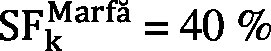 SF_k^Marfă = 40 %